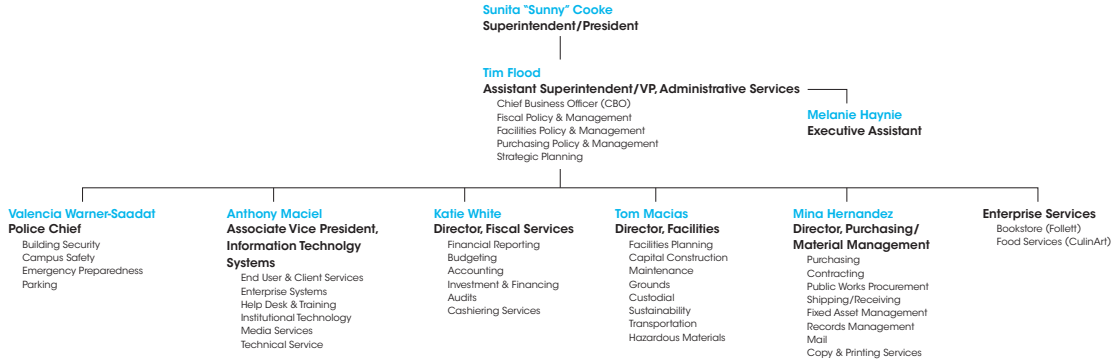 Sunita “Sunny” Cooke
Superintendent/President
Tim Flood
Assistant Superintendent/VP, Administrative Services
Chief Business Officer (CBO)
Fiscal Policy & Management
Facilities Policy & Management
Purchasing Policy & Management
Strategic Planning
Melanie Haynie
Executive Assistant
Valencia Warner-Saadat
Police Chief
Building Security
Campus Safety
Emergency Preparedness
Parking
Anthony Maciel
Associate Vice President,
Information Technolgy
Systems
End User & Client Services
Enterprise Systems
Help Desk & Training
Institutional Technology
Media Services
Technical Service
Katie White
Director, Fiscal Services
Financial Reporting
Budgeting
Accounting
Investment & Financing
Audits
Cashiering Services
Tom Macias
Director, Facilities
Facilities Planning
Capital Construction
Maintenance
Grounds
Custodial
Sustainability
Transportation
Hazardous Materials
Mina Hernandez
Director, Purchasing/
Material Management
Purchasing
Contracting
Public Works Procurement
Shipping/Receiving
Fixed Asset Management
Records Management
Mail
Copy & Printing Services
Enterprise Services
Bookstore (Follett)
Food Services (CulinArt)